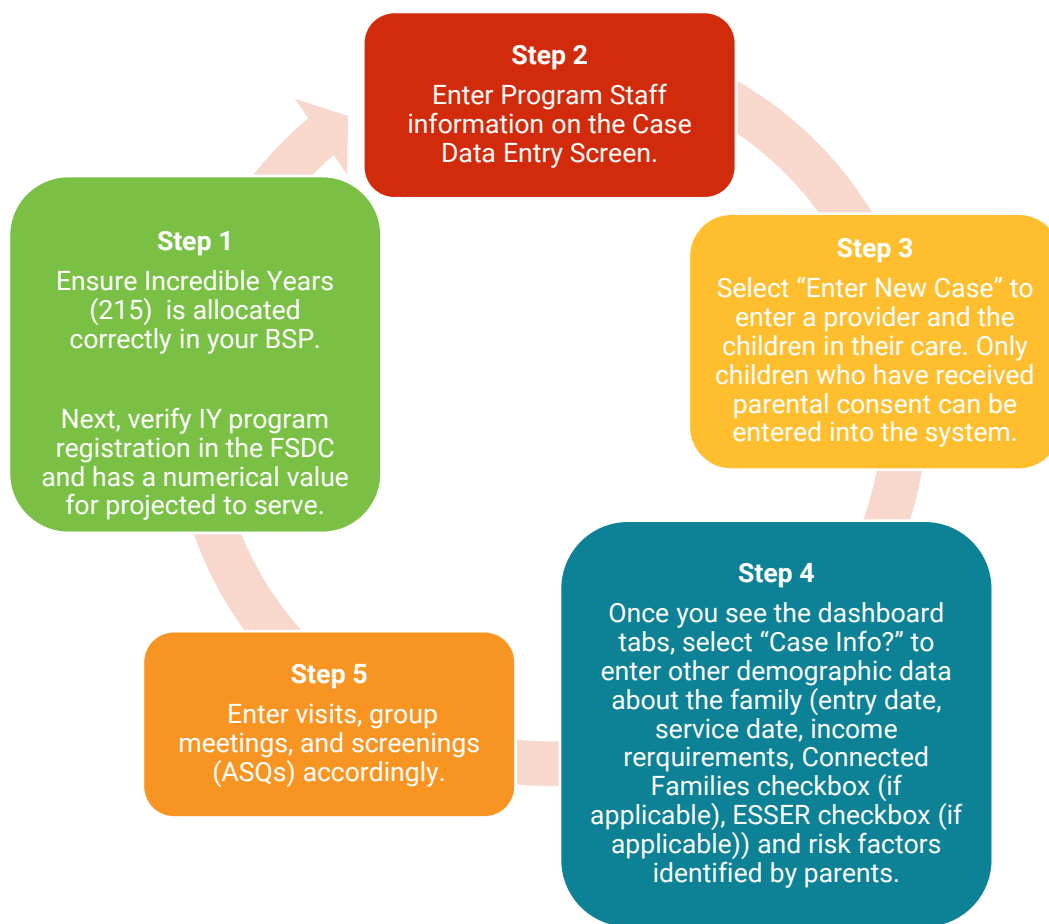 Step 1
Ensure Incredible Years
(215) is allocated
correctly in your BSP.
Next, verify IY program
registration in the FSDC
and has a numerical value
for projected to serve.
Step 2
Enter Program Staff
information on the Case
Data Entry Screen.
Step 3
Select “Enter New Case” to
enter a provider and the
children in their care. Only
children who have received
parental consent can be
entered into the system.
Step 4
Once you see the dashboard
tabs, select “Case Info?” to
enter other demographic data
about the family (entry date,
service date, income
rerquirements, Connected
Families checkbox (if
applicable), ESSER checkbox (if
applicable)) and risk factors
identified by parents.
Step 5
Enter visits, group
meetings, and screenings
(ASQs) accordingly.